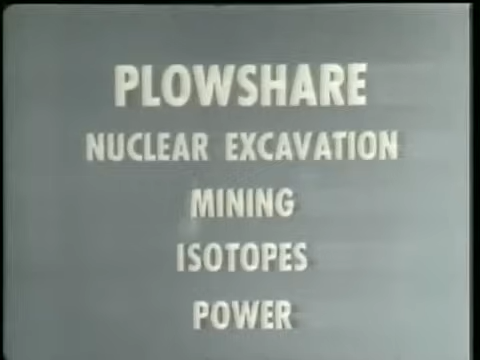 PLOWSHARE
NUCLEAR EXCAVATION
MINING
ISOTOPES
POWER